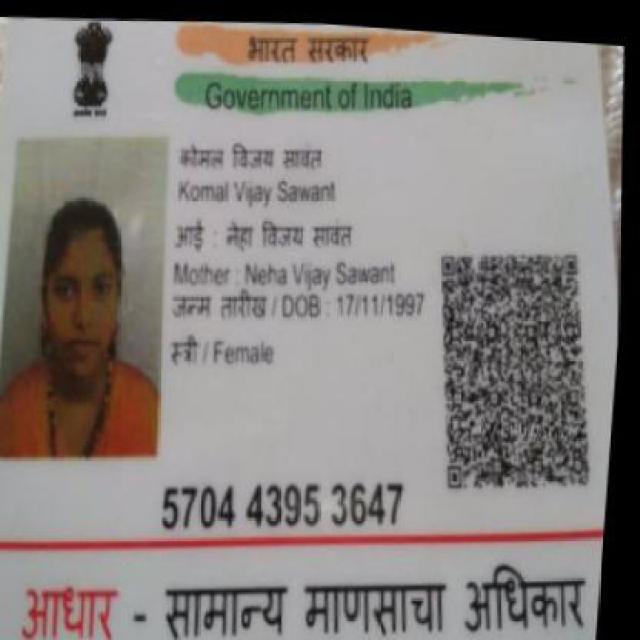 भारत सरकार
Government of India
कोमल विजय सावंत
Komal Vijay Sawant
आई : नेहा विजय सावंत
Mother : Neha Vijay Sawant
जन्म तारीख / DOB : 17/11/1997
स्त्री / Female
5704 4395 3647
आधार - सामान्य माणसाचा अधिकार